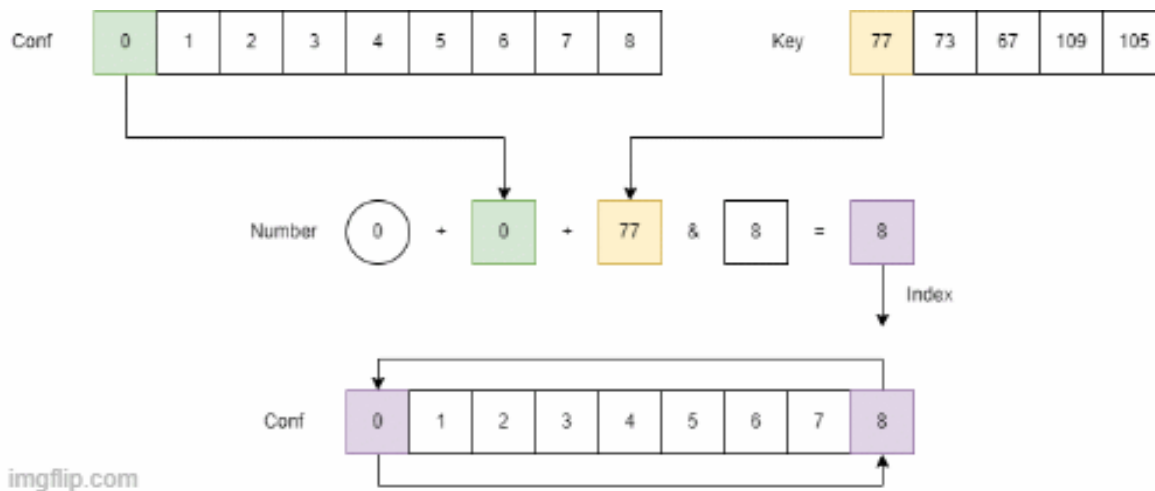 Conf 0 1 2 3 4 5 6 7 8 Key 77 73 67 109 105
Number 0 + 0 + 77 & 8 = 8
Index
Conf 0 1 2 3 4 5 6 7 8
imgflip.com